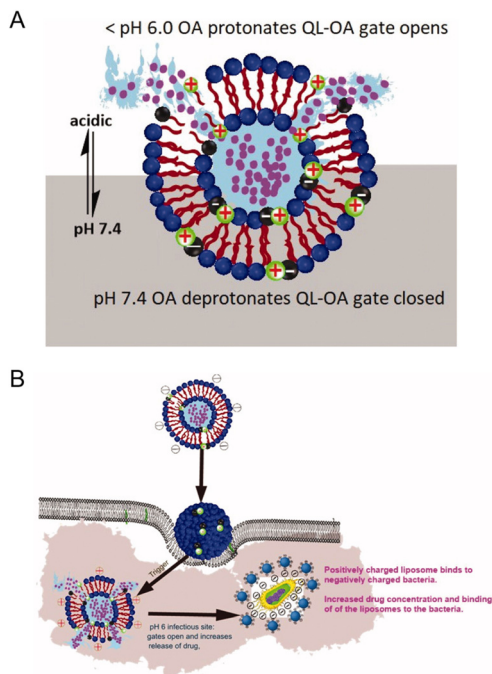 A
< pH 6.0 OA protonates QL-OA gate opens
acidic
pH 7.4
pH 7.4 OA deprotonates QL-OA gate closed
B
Trigger
Positively charged liposome binds to
negatively charged bacteria.
Increased drug concentration and binding
of of the liposomes to the bacteria.
pH 6 infectious site:
gates open and increases
release of drug,